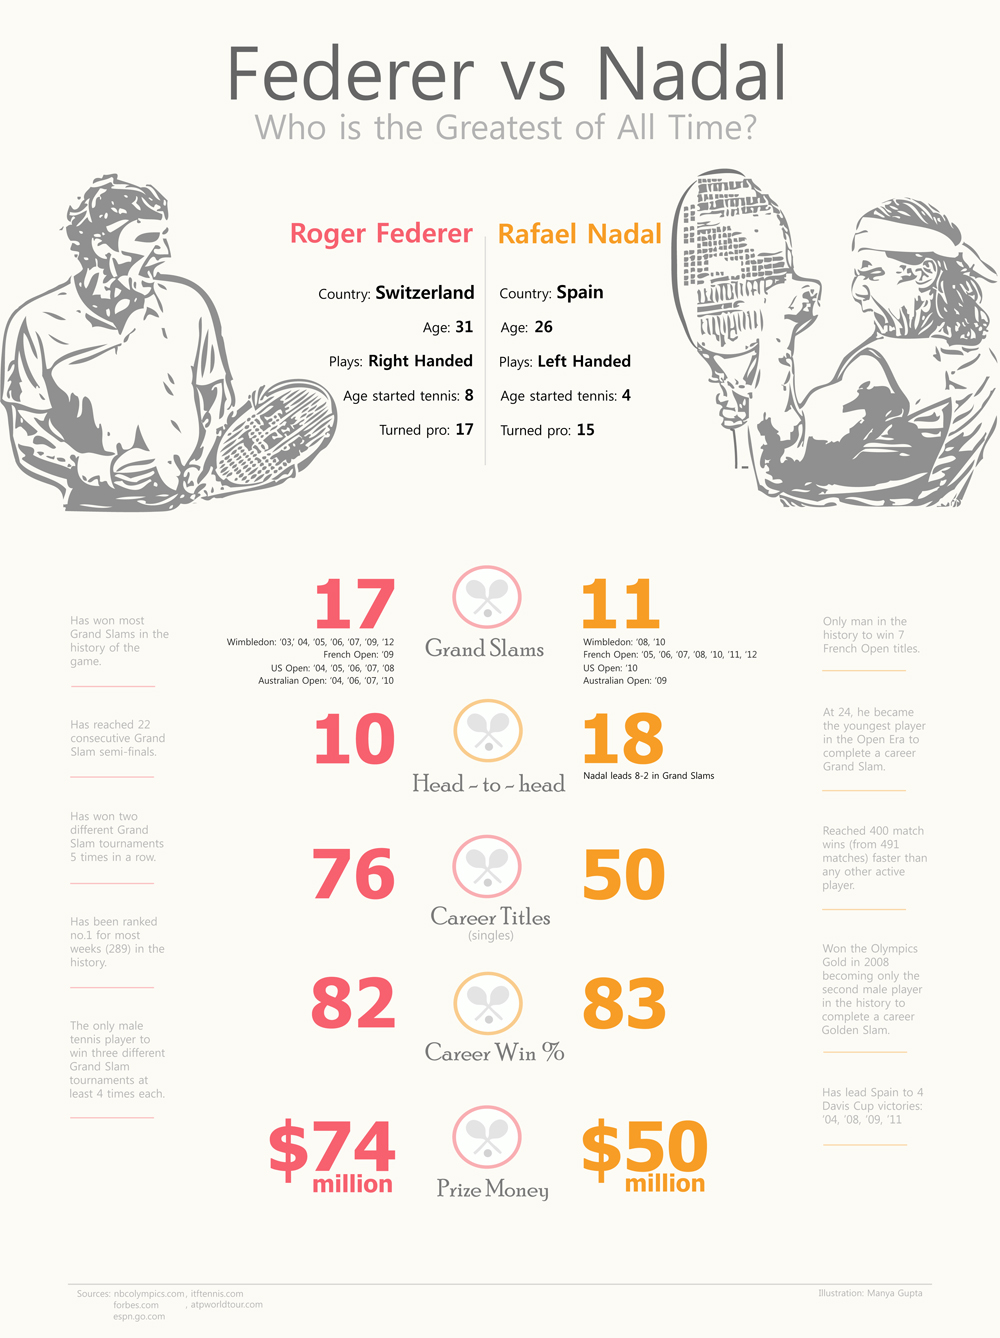 Federer vs Nadal
Who is the Greatest of All Time?
Roger Federer
Country: Switzerland
Age: 31
Plays: Right Handed
Age started tennis: 8
Turned pro: 17
Rafael Nadal
Country: Spain
Age: 26
Plays: Left Handed
Age started tennis: 4
Turned pro: 15
Has won most
Grand Slams in the
history of the
game.
Has reached 22
consecutive Grand
Slam semi-finals.
Has won two
different Grand
Slam tournaments
5 times in a row.
Has been ranked
no.1 for most
weeks (289) in the
history.
The only male
tennis player to
win three different
Grand Slam
tournaments at
least 4 times each.
17
Wimbledon: '03,' 04, '05, '06, '07, '09, '12
French Open: '09
US Open: '04, '05, '06, '07, '08
Australian Open: '04, '06, '07, '10
Grand Slams
11
Wimbledon: '08, '10
French Open: '05, '06, '07, '08, '10, '11, '12
US Open: '10
Australian Open: '09
10
Head ~ to ~ head
18
Nadal leads 8-2 in Grand Slams
76
Career Titles
(singles)
50
82
Career Win %
83
$74
million
Prize Money
$50
million
Only man in the
history to win 7
French Open titles.
At 24, he became
the youngest player
in the Open Era to
complete a career
Grand Slam.
Reached 400 match
wins (from 491
matches) faster than
any other active
player.
Won the Olympics
Gold in 2008
becoming only the
second male player
in the history to
complete a career
Golden Slam.
Has lead Spain to 4
Davis Cup victories:
'04, '08, '09, '11
Sources: nbcolympics.com, itftennis.com
forbes.com , atpworldtour.com
espn.go.com
Illustration: Manya Gupta